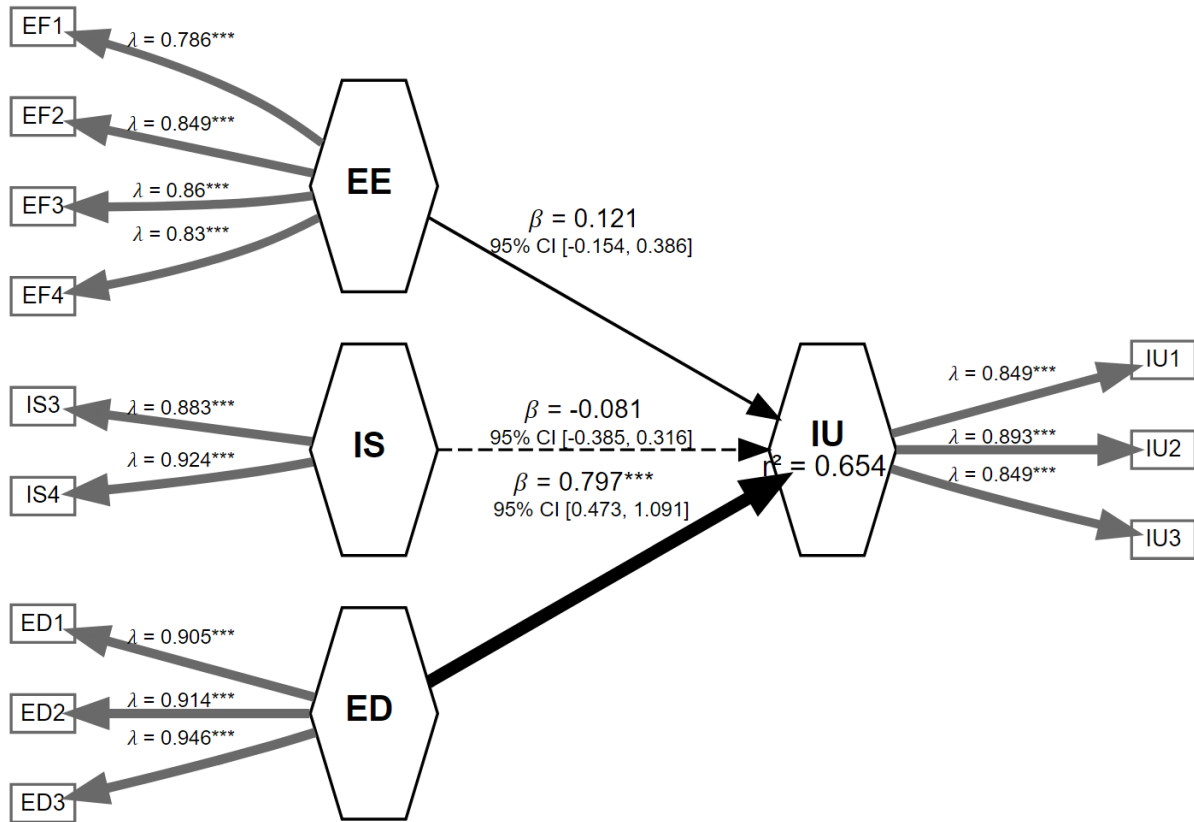 EF1
λ = 0.786***
EF2
λ = 0.849***
EF3
λ = 0.86***
EF4
λ = 0.83***
EE
β = 0.121
95% CI [-0.154, 0.386]
IS3
λ = 0.883***
IS4
λ = 0.924***
IS
β = -0.081
95% CI [-0.385, 0.316]
β = 0.797***
95% CI [0.473, 1.091]
IU
r² = 0.654
λ = 0.849***
IU1
λ = 0.893***
IU2
λ = 0.849***
IU3
ED1
λ = 0.905***
ED2
λ = 0.914***
λ = 0.946***
ED3
ED